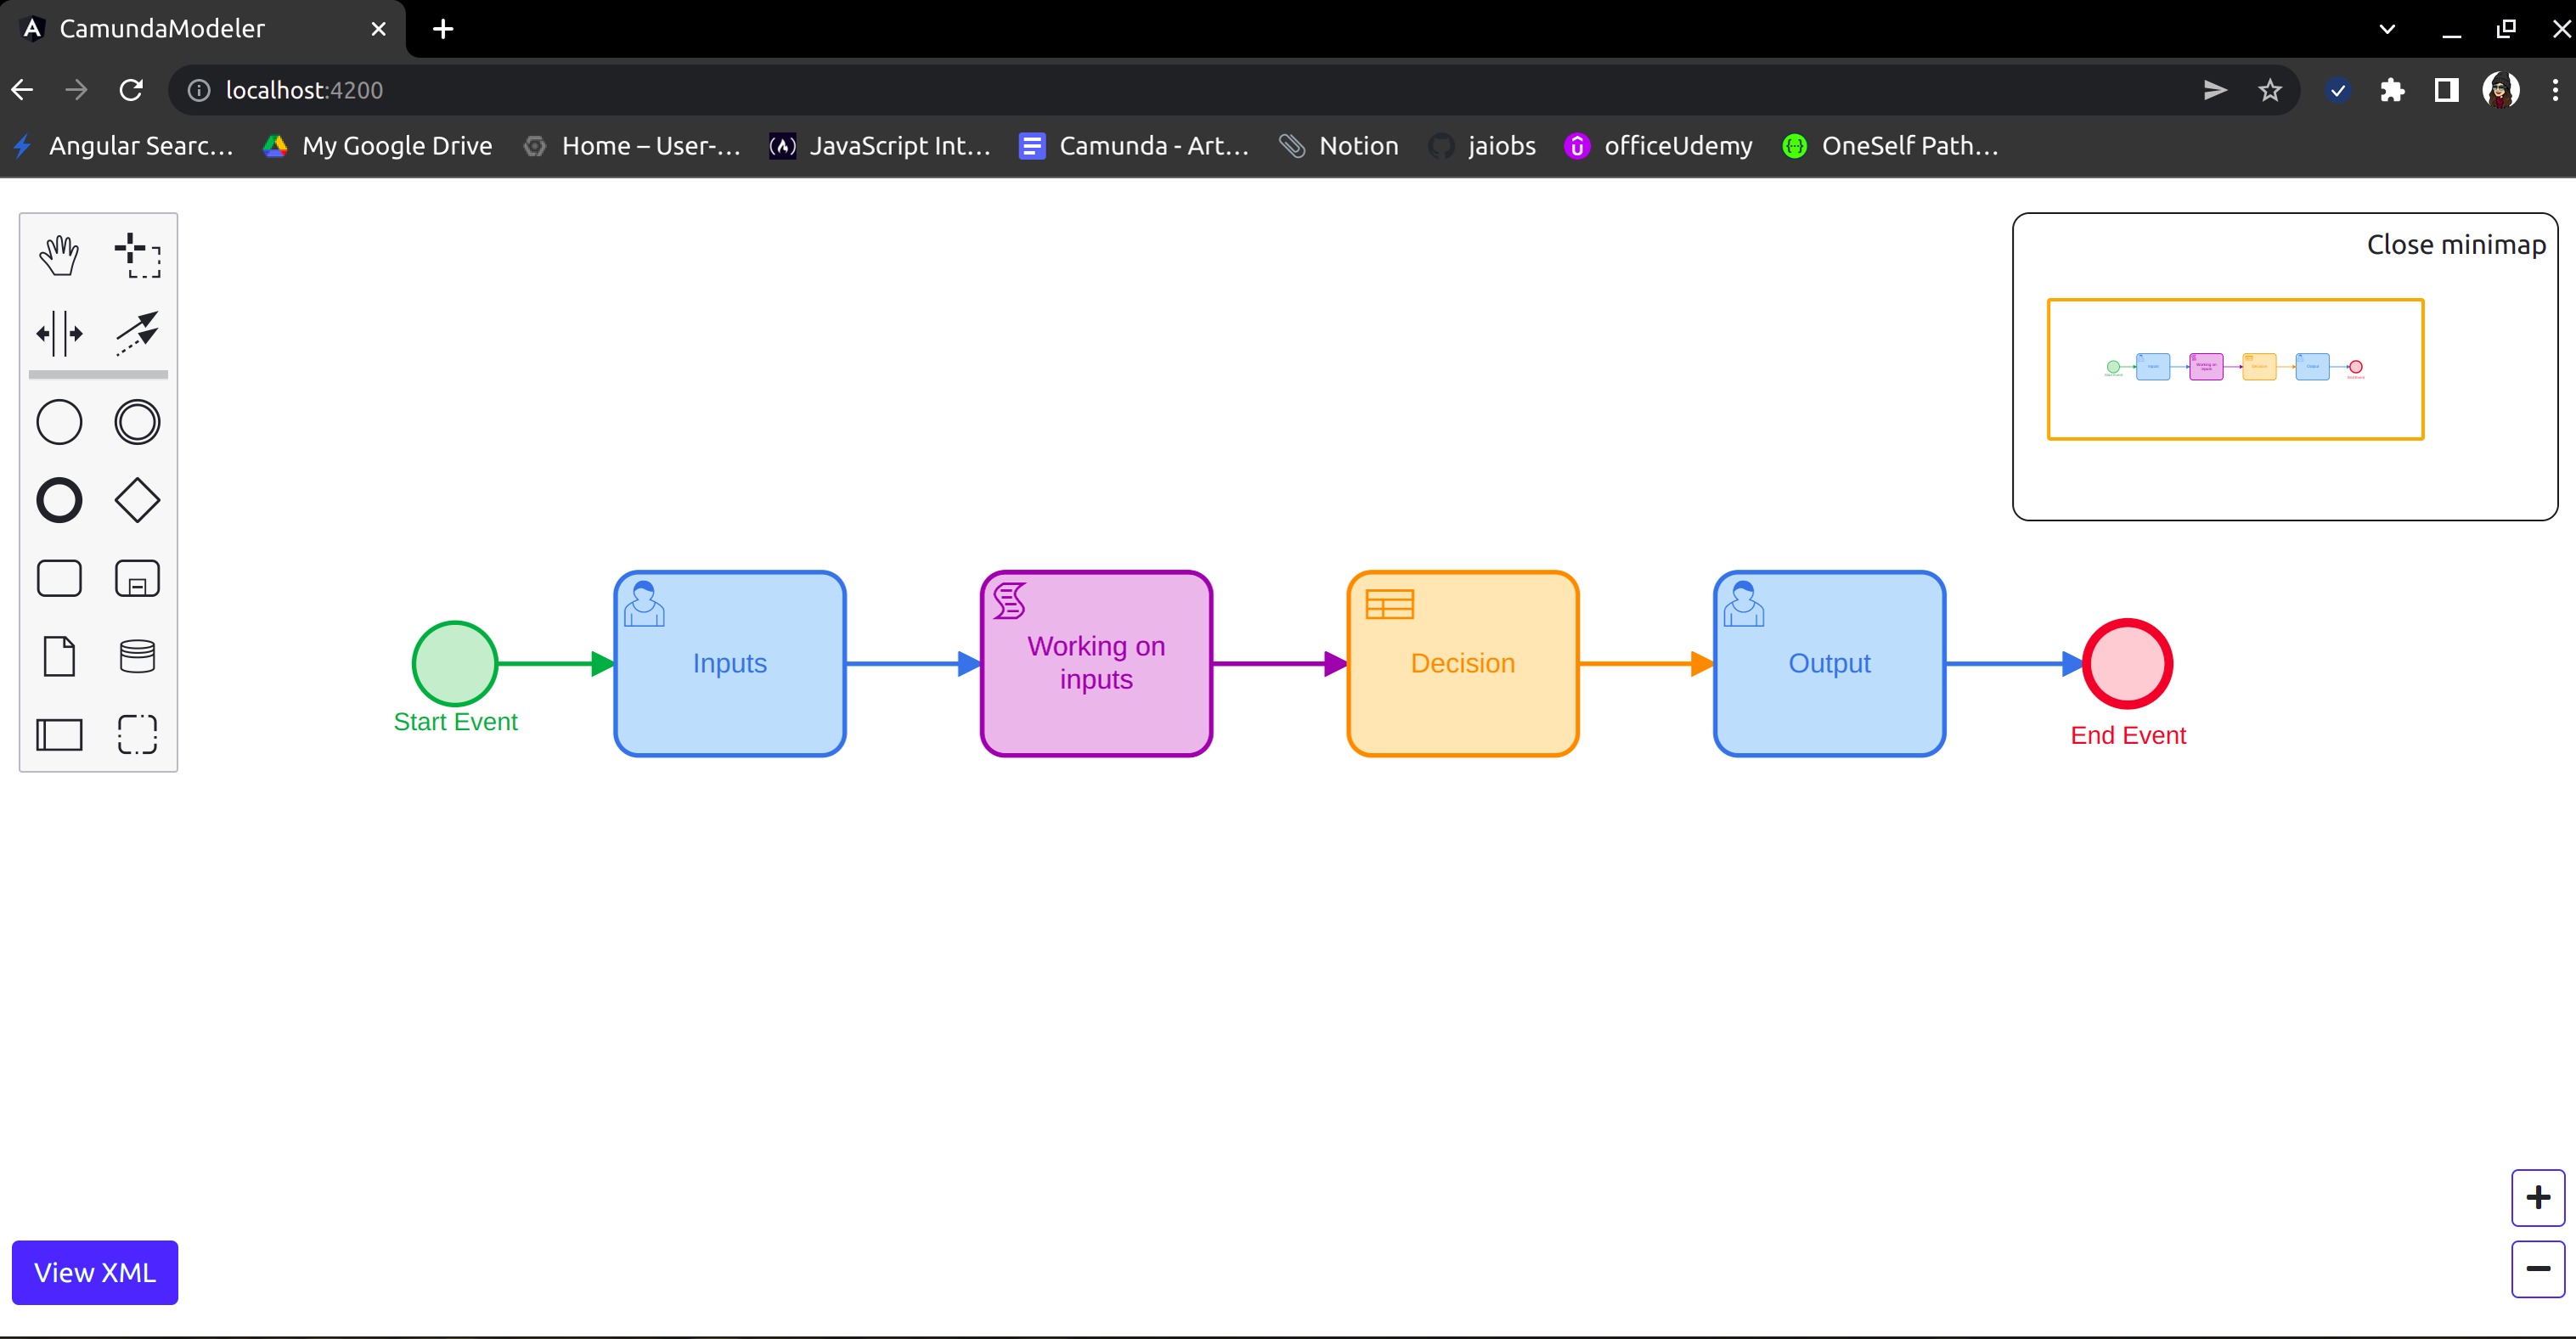 CamundaModeler
localhost:4200
Angular Searc...
My Google Drive
Home – User-...
JavaScript Int...
Camunda - Art...
Notion
jaiobs
officeUdemy
OneSelf Path...
Close minimap
Start Event
Inputs
Working on
inputs
Decision
Output
End Event
View XML